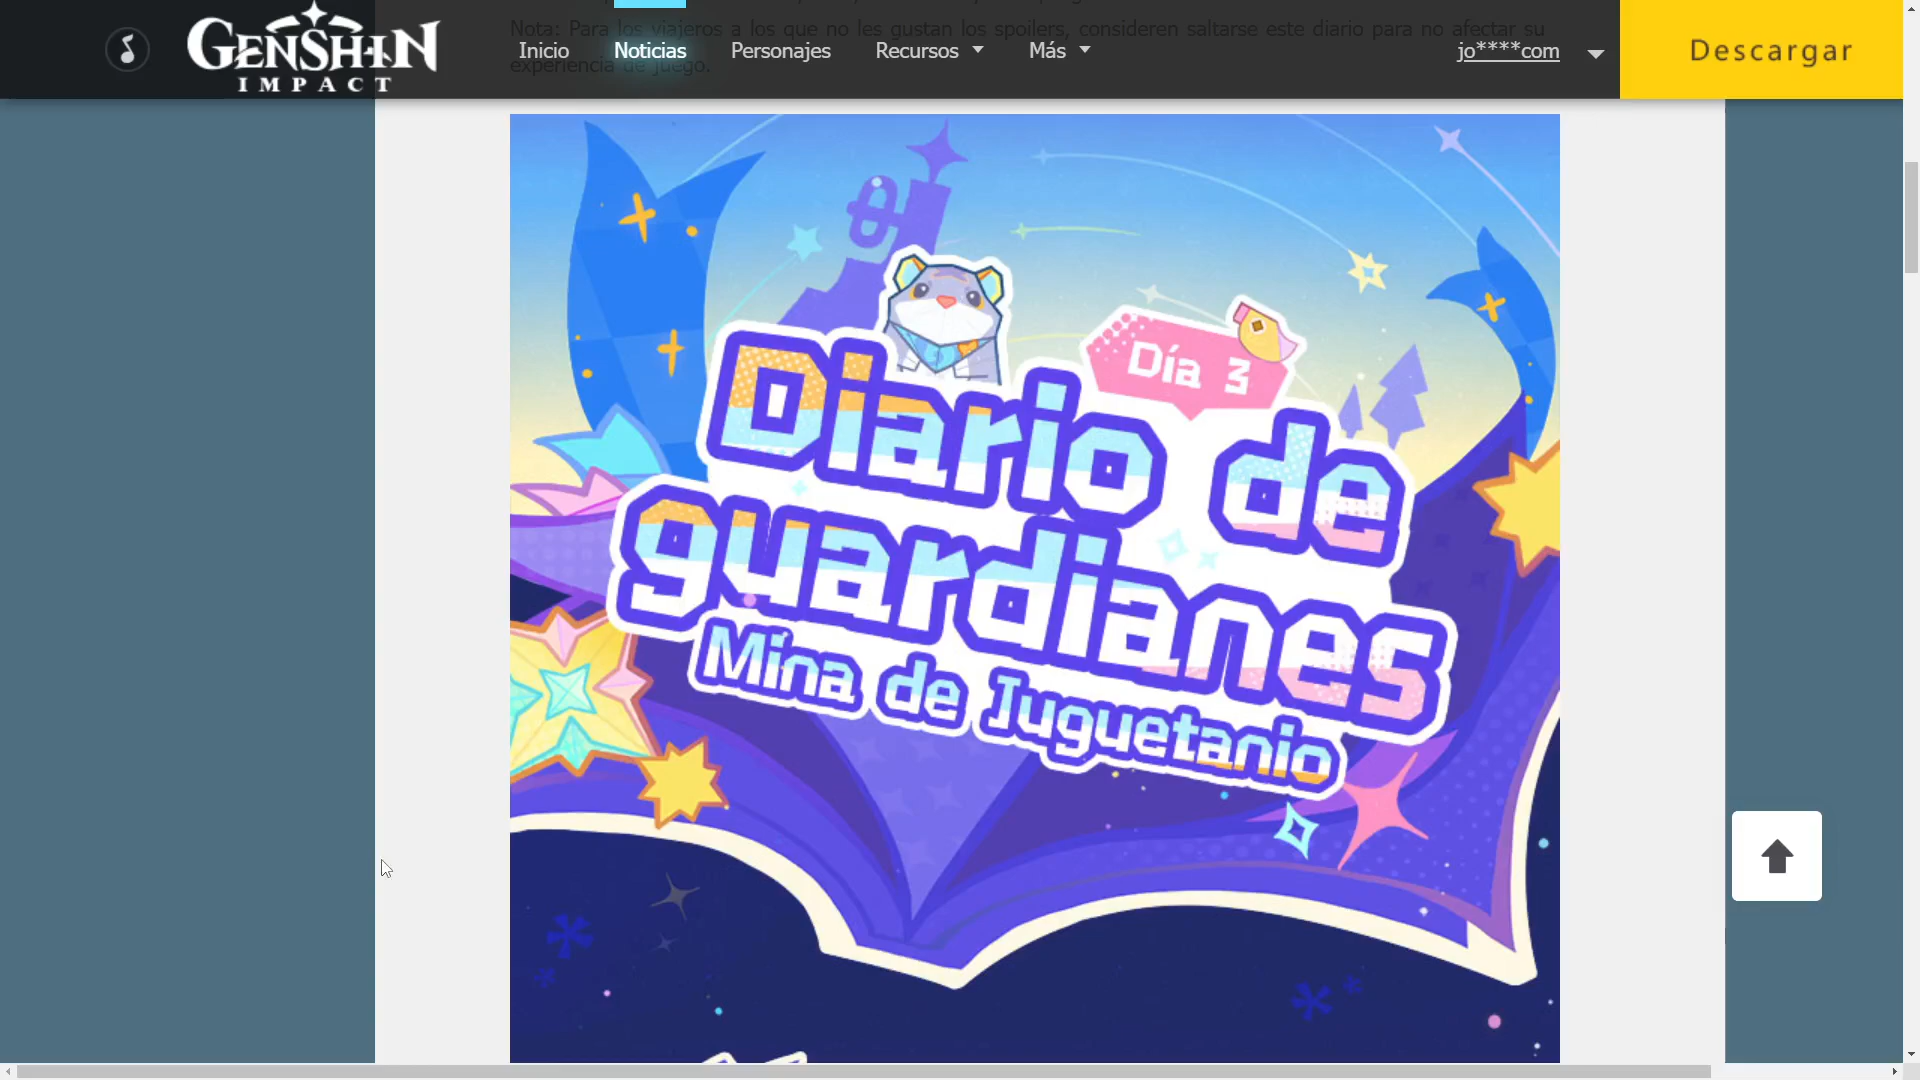 Nota: Para los viajeros a los que no les gustan los spoilers, consideren saltarse este diario para no afectar su
experiencia de juego.
GENSHIN
IMPACT
Inicio
Noticias
Personajes
Recursos
Más
jo****com
Descargar
Día 3
Diario de
guardianes
Mina de Juguetanio